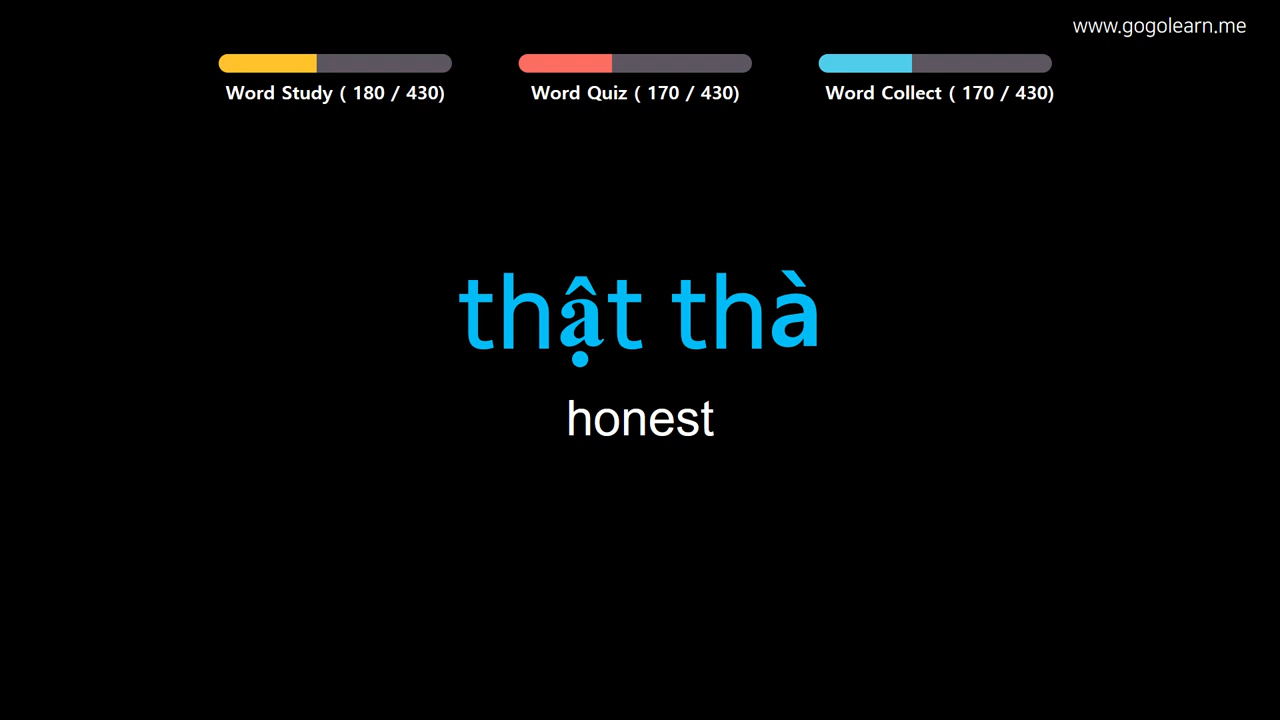 www.gogolearn.me
Word Study ( 180 / 430)
Word Quiz ( 170 / 430)
Word Collect ( 170 / 430)
thật thà
honest